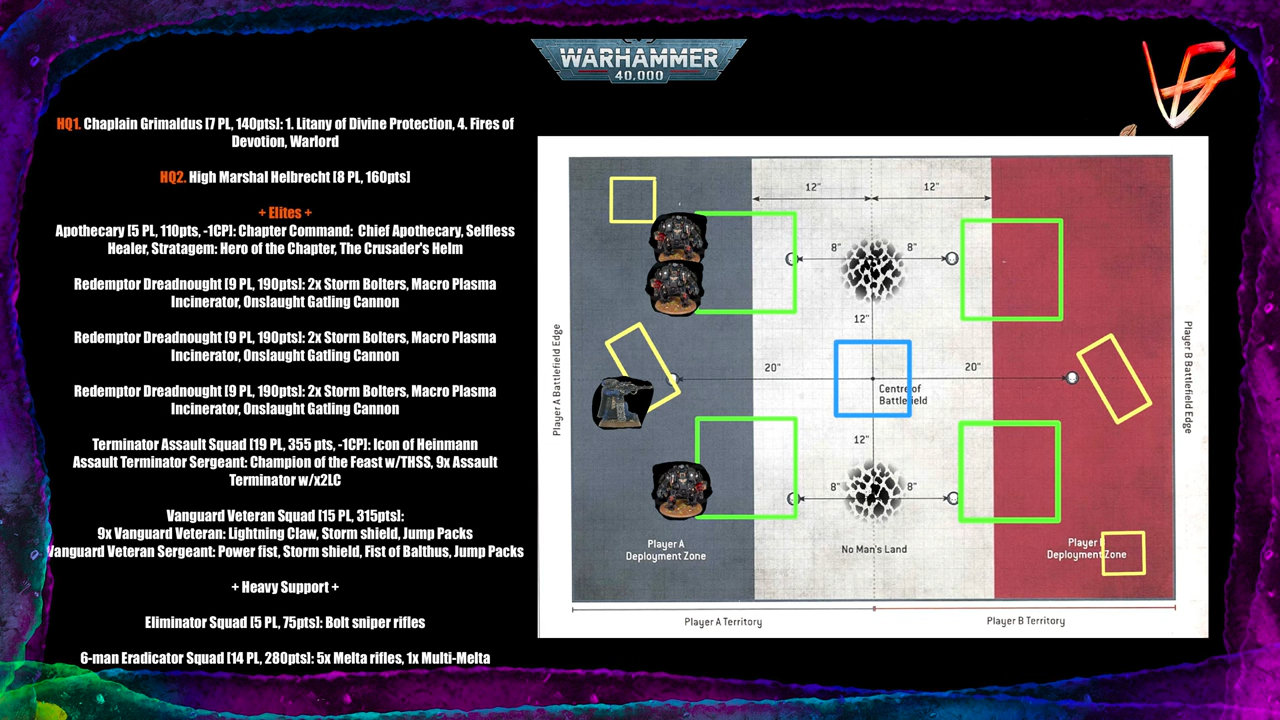 WARHAMMER
40,000
HQ1. Chaplain Grimaldus [7 PL, 140pts]: 1. Litany of Divine Protection, 4. Fires of
Devotion, Warlord
HQ2. High Marshal Helbrecht [8 PL, 160pts]
+ Elites +
Apothecary [5 PL, 110pts, -1CP]: Chapter Command: Chief Apothecary, Selfless
Healer, Stratagem: Hero of the Chapter, The Crusader's Helm
Redemptor Dreadnought [9 PL, 190pts]: 2x Storm Bolters, Macro Plasma
Incinerator, Onslaught Gatling Cannon
Redemptor Dreadnought [9 PL, 190pts]: 2x Storm Bolters, Macro Plasma
Incinerator, Onslaught Gatling Cannon
Redemptor Dreadnought [9 PL, 190pts]: 2x Storm Bolters, Macro Plasma
Incinerator, Onslaught Gatling Cannon
Terminator Assault Squad [19 PL, 355 pts, -1CP]: Icon of Heinmann
Assault Terminator Sergeant: Champion of the Feast w/THSS, 9x Assault
Terminator w/x2LC
Vanguard Veteran Squad [15 PL, 315pts]:
9x Vanguard Veteran: Lightning Claw, Storm shield, Jump Packs
Vanguard Veteran Sergeant: Power fist, Storm shield, Fist of Balthus, Jump Packs
+ Heavy Support +
Eliminator Squad [5 PL, 75pts]: Bolt sniper rifles
6-man Eradicator Squad [14 PL, 280pts]: 5x Melta rifles, 1x Multi-Melta
12" 12"
8" 8"
12"
20" 20"
Centre of
Battlefield
12"
8" 8"
Player A
Deployment Zone
No Man's Land
Player
Deployment Zone
Player A Territory
Player B Territory
Player A Battlefield Edge
Player B Battlefield Edge